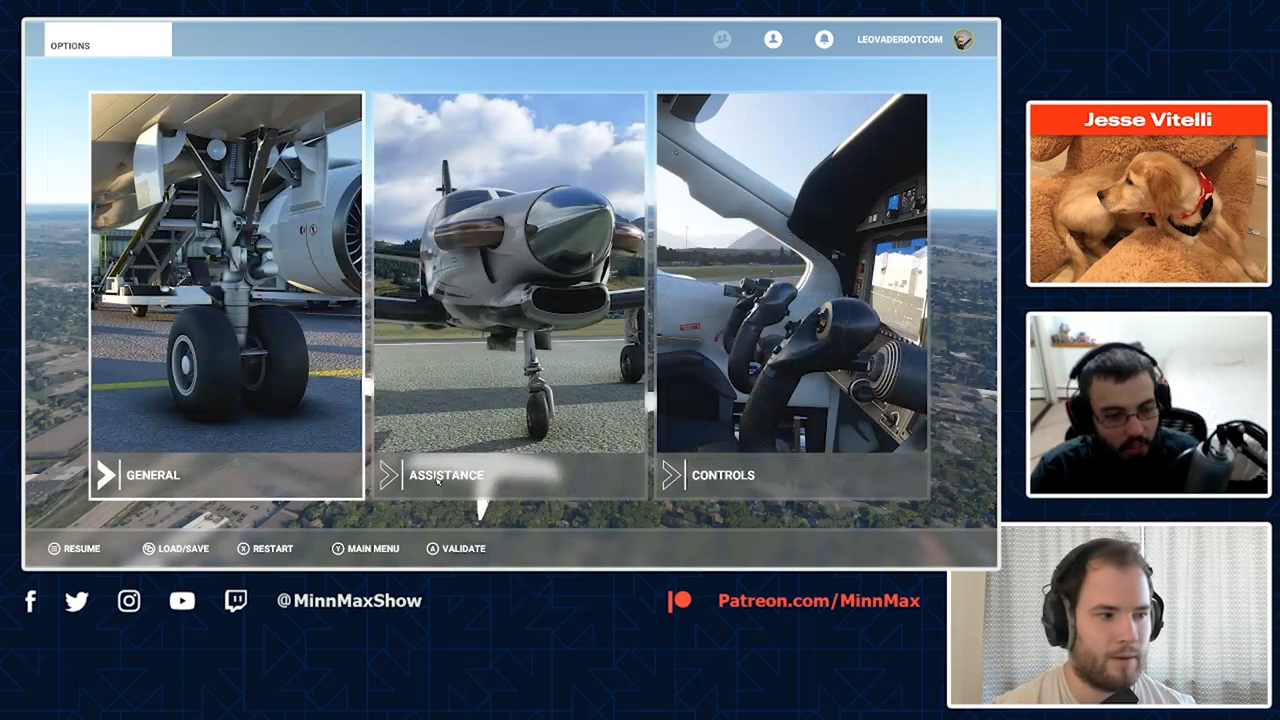 OPTIONS
LEOVADERDOTCOM
GENERAL
ASSISTANCE
CONTROLS
RESUME
LOAD/SAVE
X RESTART
Y MAIN MENU
A VALIDATE
Jesse Vitelli
@MinnMaxShow
Patreon.com/MinnMax